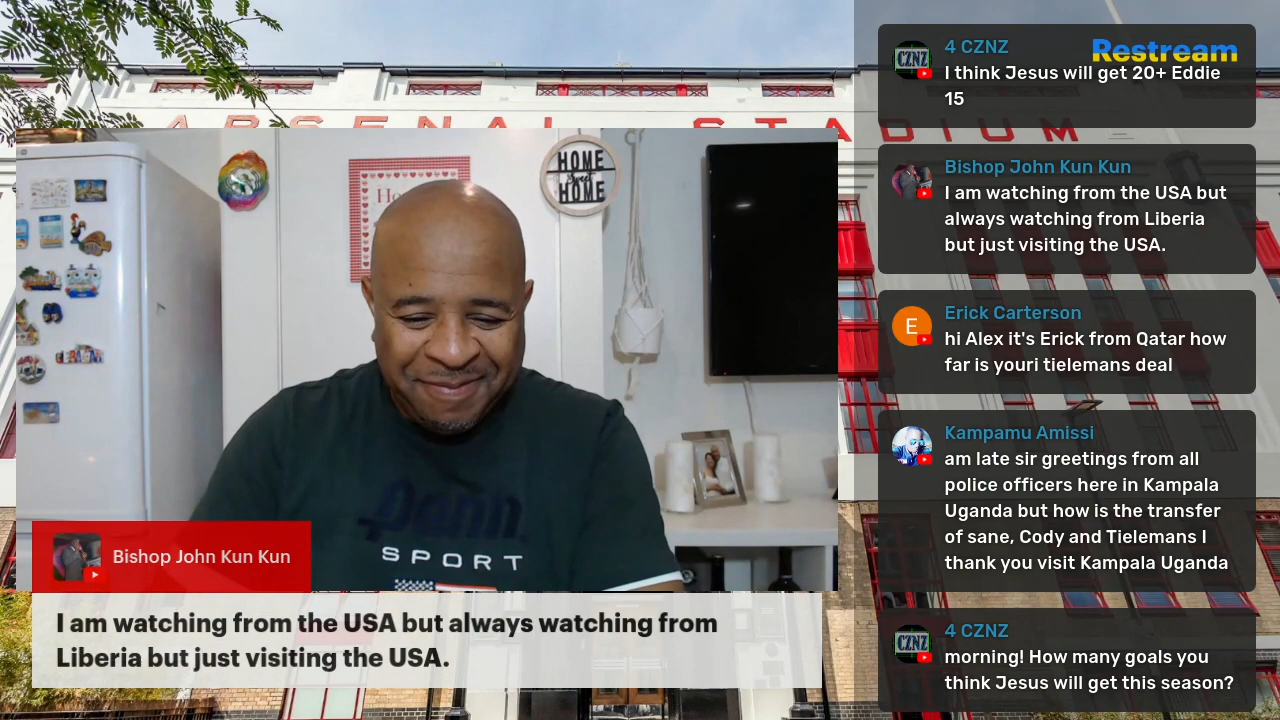 ARSENAL STADIUM
HOME
Sweet
HOME
Ho
Penn
SPORT
Bishop John Kun Kun
I am watching from the USA but always watching from
Liberia but just visiting the USA.
Restream
4 CZNZ
I think Jesus will get 20+ Eddie
15
Bishop John Kun Kun
I am watching from the USA but
always watching from Liberia
but just visiting the USA.
E
Erick Carterson
hi Alex it's Erick from Qatar how
far is youri tielemans deal
Kampamu Amissi
am late sir greetings from all
police officers here in Kampala
Uganda but how is the transfer
of sane, Cody and Tielemans I
thank you visit Kampala Uganda
4 CZNZ
morning! How many goals you
think Jesus will get this season?